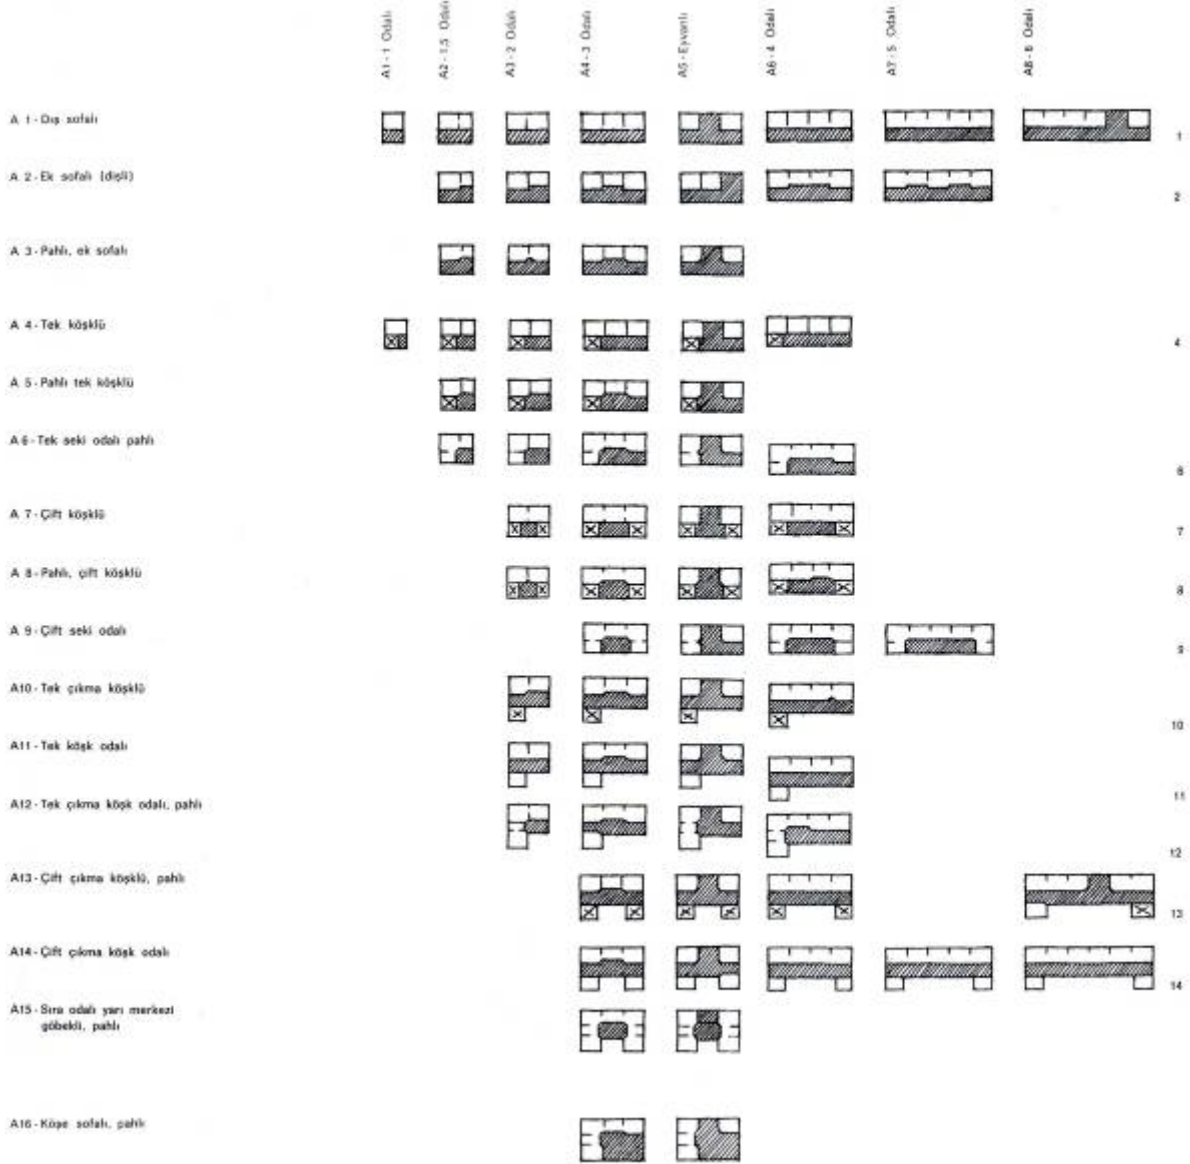 A1-1 Odalı
A2-1,5 Odalı
A3-2 Odalı
A4-3 Odalı
A5-Eyvanlı
A6-4 Odalı
A7-5 Odalı
A8-6 Odalı
A 1-Dış sofalı
1
A 2-Ek sofalı (dişli)
2
A 3-Pahlı, ek sofalı
A 4-Tek köşklü
4
A 5-Pahlı tek köşklü
A 6-Tek seki odalı pahlı
6
A 7-Çift köşklü
7
A 8-Pahlı, çift köşklü
8
A 9-Çift seki odalı
9
A10-Tek çıkma köşklü
10
A11-Tek köşk odalı
11
A12-Tek çıkma köşk odalı, pahlı
12
A13-Çift çıkma köşklü, pahlı
13
A14-Çift çıkma köşk odalı
14
A15-Sıra odalı yarı merkezi
göbekli, pahlı
A16-Köşe sofalı, pahlı